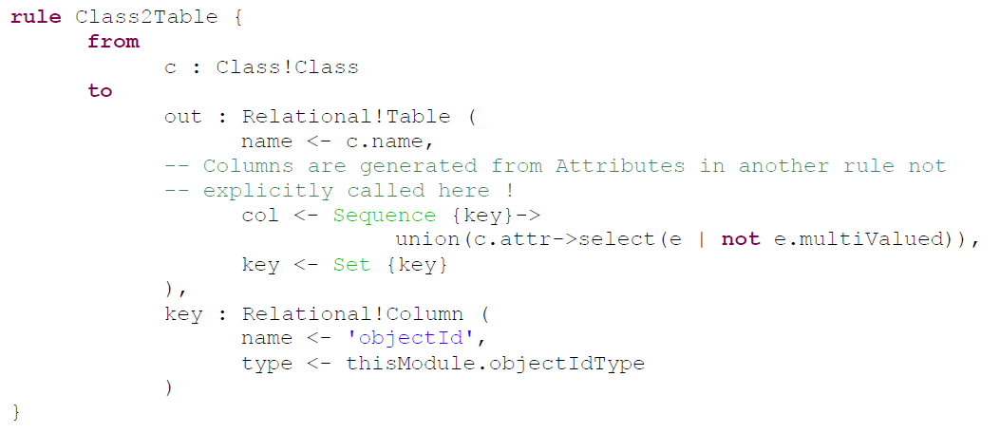 rule Class2Table {
from
c : Class!Class
to
out : Relational!Table (
name <- c.name,
-- Columns are generated from Attributes in another rule not
-- explicitly called here !
col <- Sequence {key}->
union(c.attr->select(e | not e.multiValued)),
key <- Set {key}
),
key : Relational!Column (
name <- 'objectId',
type <- thisModule.objectIdType
)
}